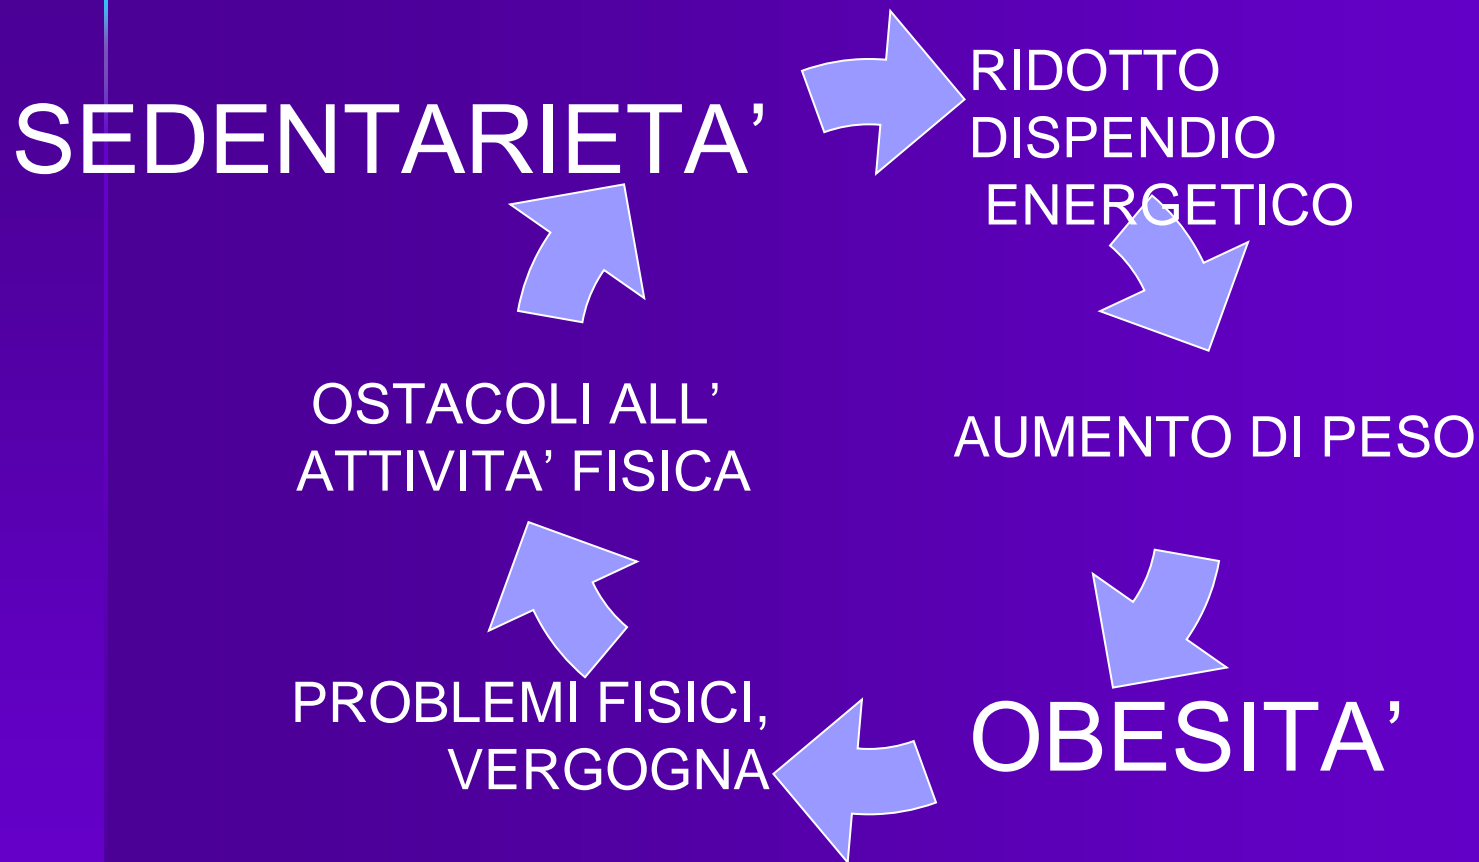 SEDENTARIETA’
RIDOTTO
DISPENDIO
ENERGETICO
AUMENTO DI PESO
OBESITA’
PROBLEMI FISICI,
VERGOGNA
OSTACOLI ALL’
ATTIVITA’ FISICA